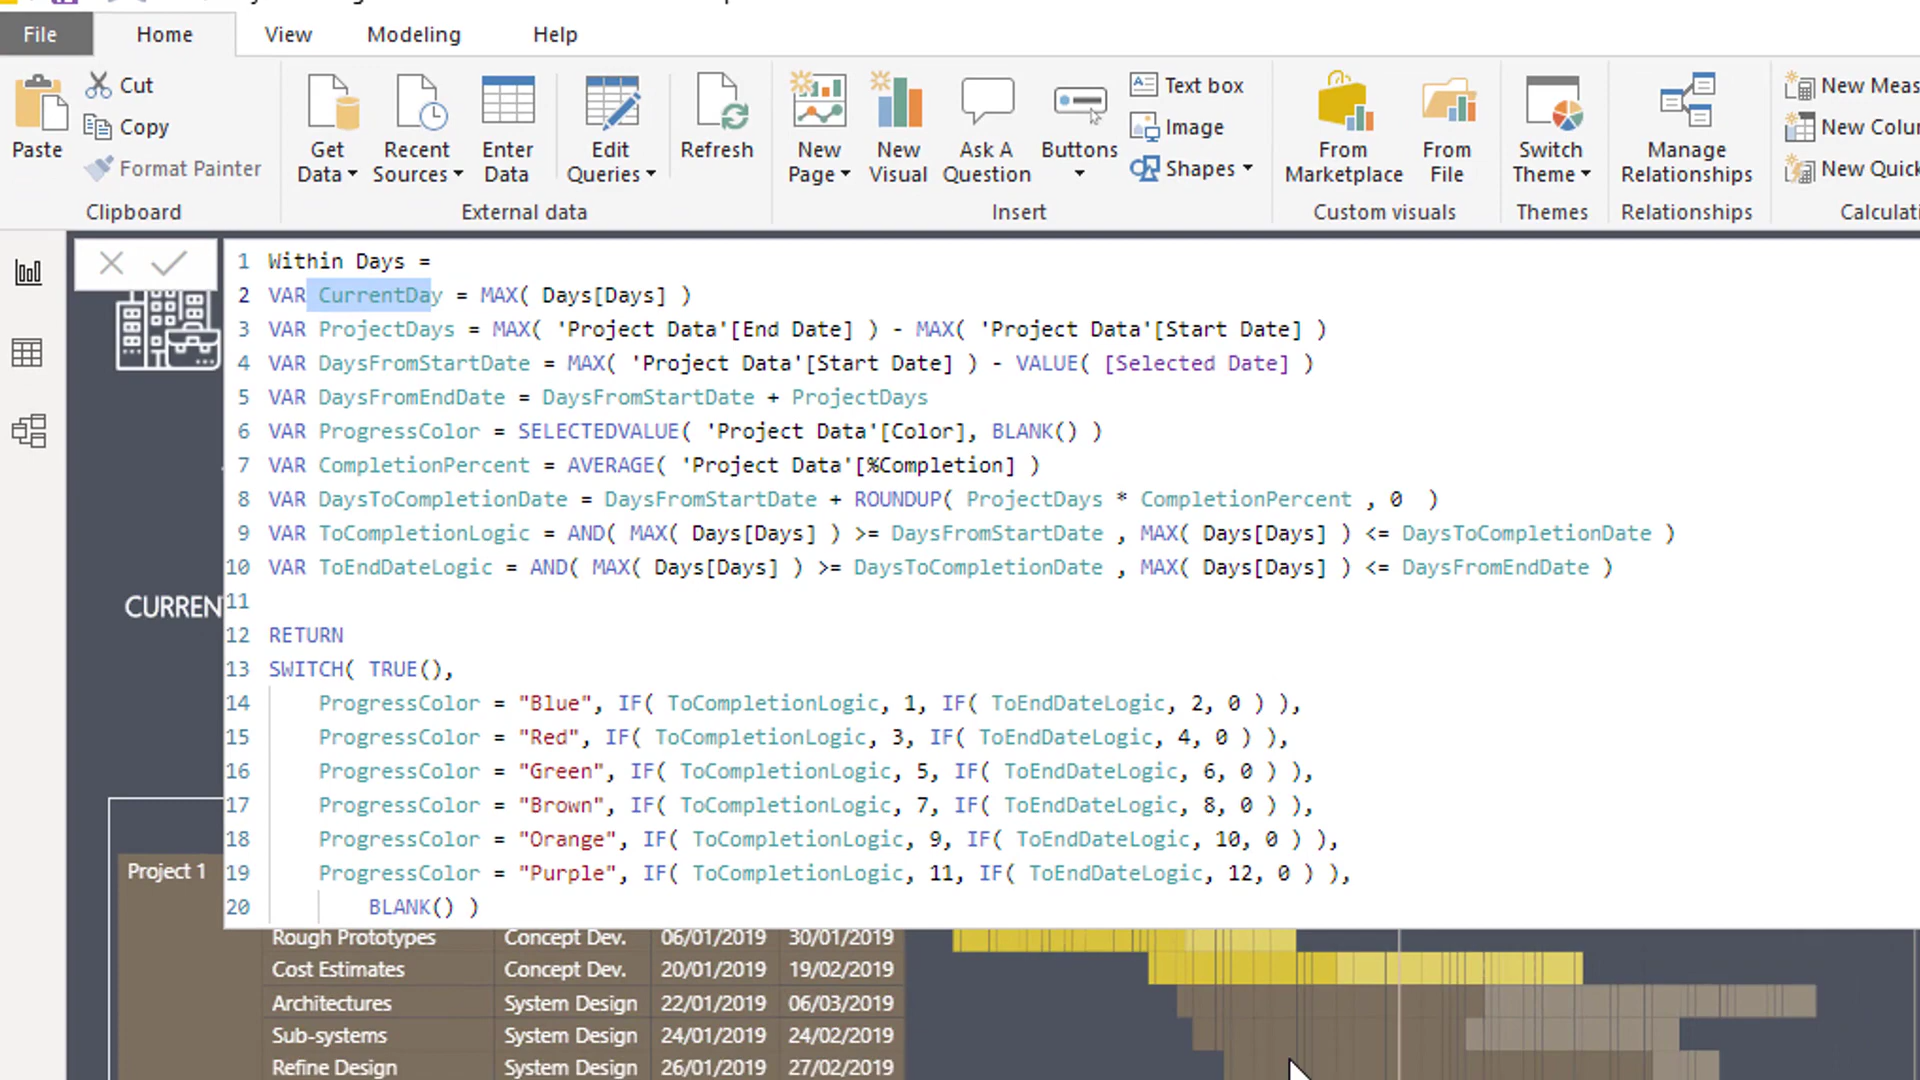 File Home View Modeling Help
Cut
Copy
Format Painter
Paste
Clipboard
Get Data
Recent Sources
Enter Data
Edit Queries
Refresh
External data
New Page
New Visual
Ask A Question
Buttons
Text box
Image
Shapes
Insert
From Marketplace
From File
Custom visuals
Switch Theme
Themes
Manage Relationships
Relationships
New Meas
New Colu
New Quick
Calculati
1 Within Days =
2 VAR CurrentDay = MAX( Days[Days] )
3 VAR ProjectDays = MAX( 'Project Data'[End Date] ) - MAX( 'Project Data'[Start Date] )
4 VAR DaysFromStartDate = MAX( 'Project Data'[Start Date] ) - VALUE( [Selected Date] )
5 VAR DaysFromEndDate = DaysFromStartDate + ProjectDays
6 VAR ProgressColor = SELECTEDVALUE( 'Project Data'[Color], BLANK() )
7 VAR CompletionPercent = AVERAGE( 'Project Data'[%Completion] )
8 VAR DaysToCompletionDate = DaysFromStartDate + ROUNDUP( ProjectDays * CompletionPercent , 0  )
9 VAR ToCompletionLogic = AND( MAX( Days[Days] ) >= DaysFromStartDate , MAX( Days[Days] ) <= DaysToCompletionDate )
10 VAR ToEndDateLogic = AND( MAX( Days[Days] ) >= DaysToCompletionDate , MAX( Days[Days] ) <= DaysFromEndDate )
11
12 RETURN
13 SWITCH( TRUE(),
14 ProgressColor = "Blue", IF( ToCompletionLogic, 1, IF( ToEndDateLogic, 2, 0 ) ),
15 ProgressColor = "Red", IF( ToCompletionLogic, 3, IF( ToEndDateLogic, 4, 0 ) ),
16 ProgressColor = "Green", IF( ToCompletionLogic, 5, IF( ToEndDateLogic, 6, 0 ) ),
17 ProgressColor = "Brown", IF( ToCompletionLogic, 7, IF( ToEndDateLogic, 8, 0 ) ),
18 ProgressColor = "Orange", IF( ToCompletionLogic, 9, IF( ToEndDateLogic, 10, 0 ) ),
19 ProgressColor = "Purple", IF( ToCompletionLogic, 11, IF( ToEndDateLogic, 12, 0 ) ),
20 BLANK() )
CURREN
Project 1
Rough Prototypes Concept Dev. 06/01/2019 30/01/2019
Cost Estimates Concept Dev. 20/01/2019 19/02/2019
Architectures System Design 22/01/2019 06/03/2019
Sub-systems System Design 24/01/2019 24/02/2019
Refine Design System Design 26/01/2019 27/02/2019